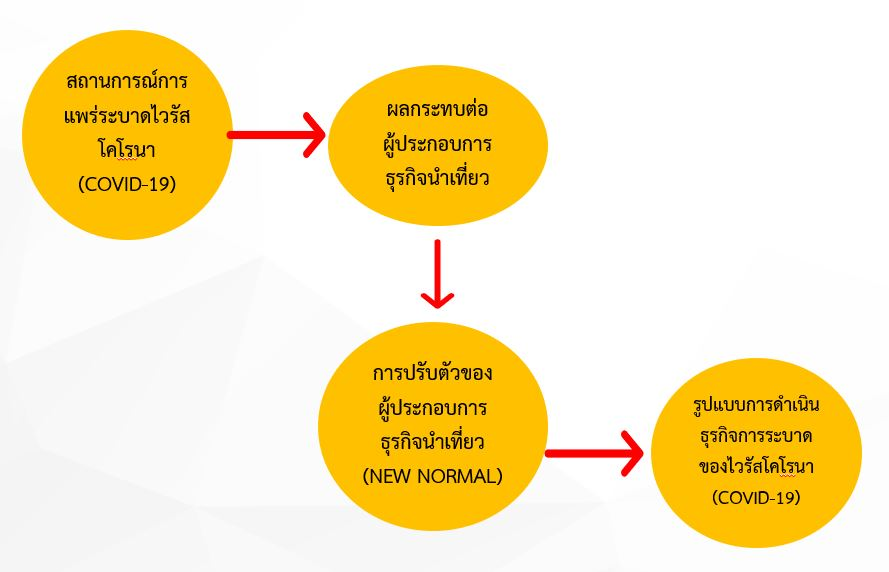 สถานการณ์การ
แพร่ระบาดไวรัส
โคโรนา
(COVID-19)
ผลกระทบต่อ
ผู้ประกอบการ
ธุรกิจนำเที่ยว
การปรับตัวของ
ผู้ประกอบการ
ธุรกิจนำเที่ยว
(NEW NORMAL)
รูปแบบการดำเนิน
ธุรกิจการระบาด
ของไวรัสโคโรนา
(COVID-19)